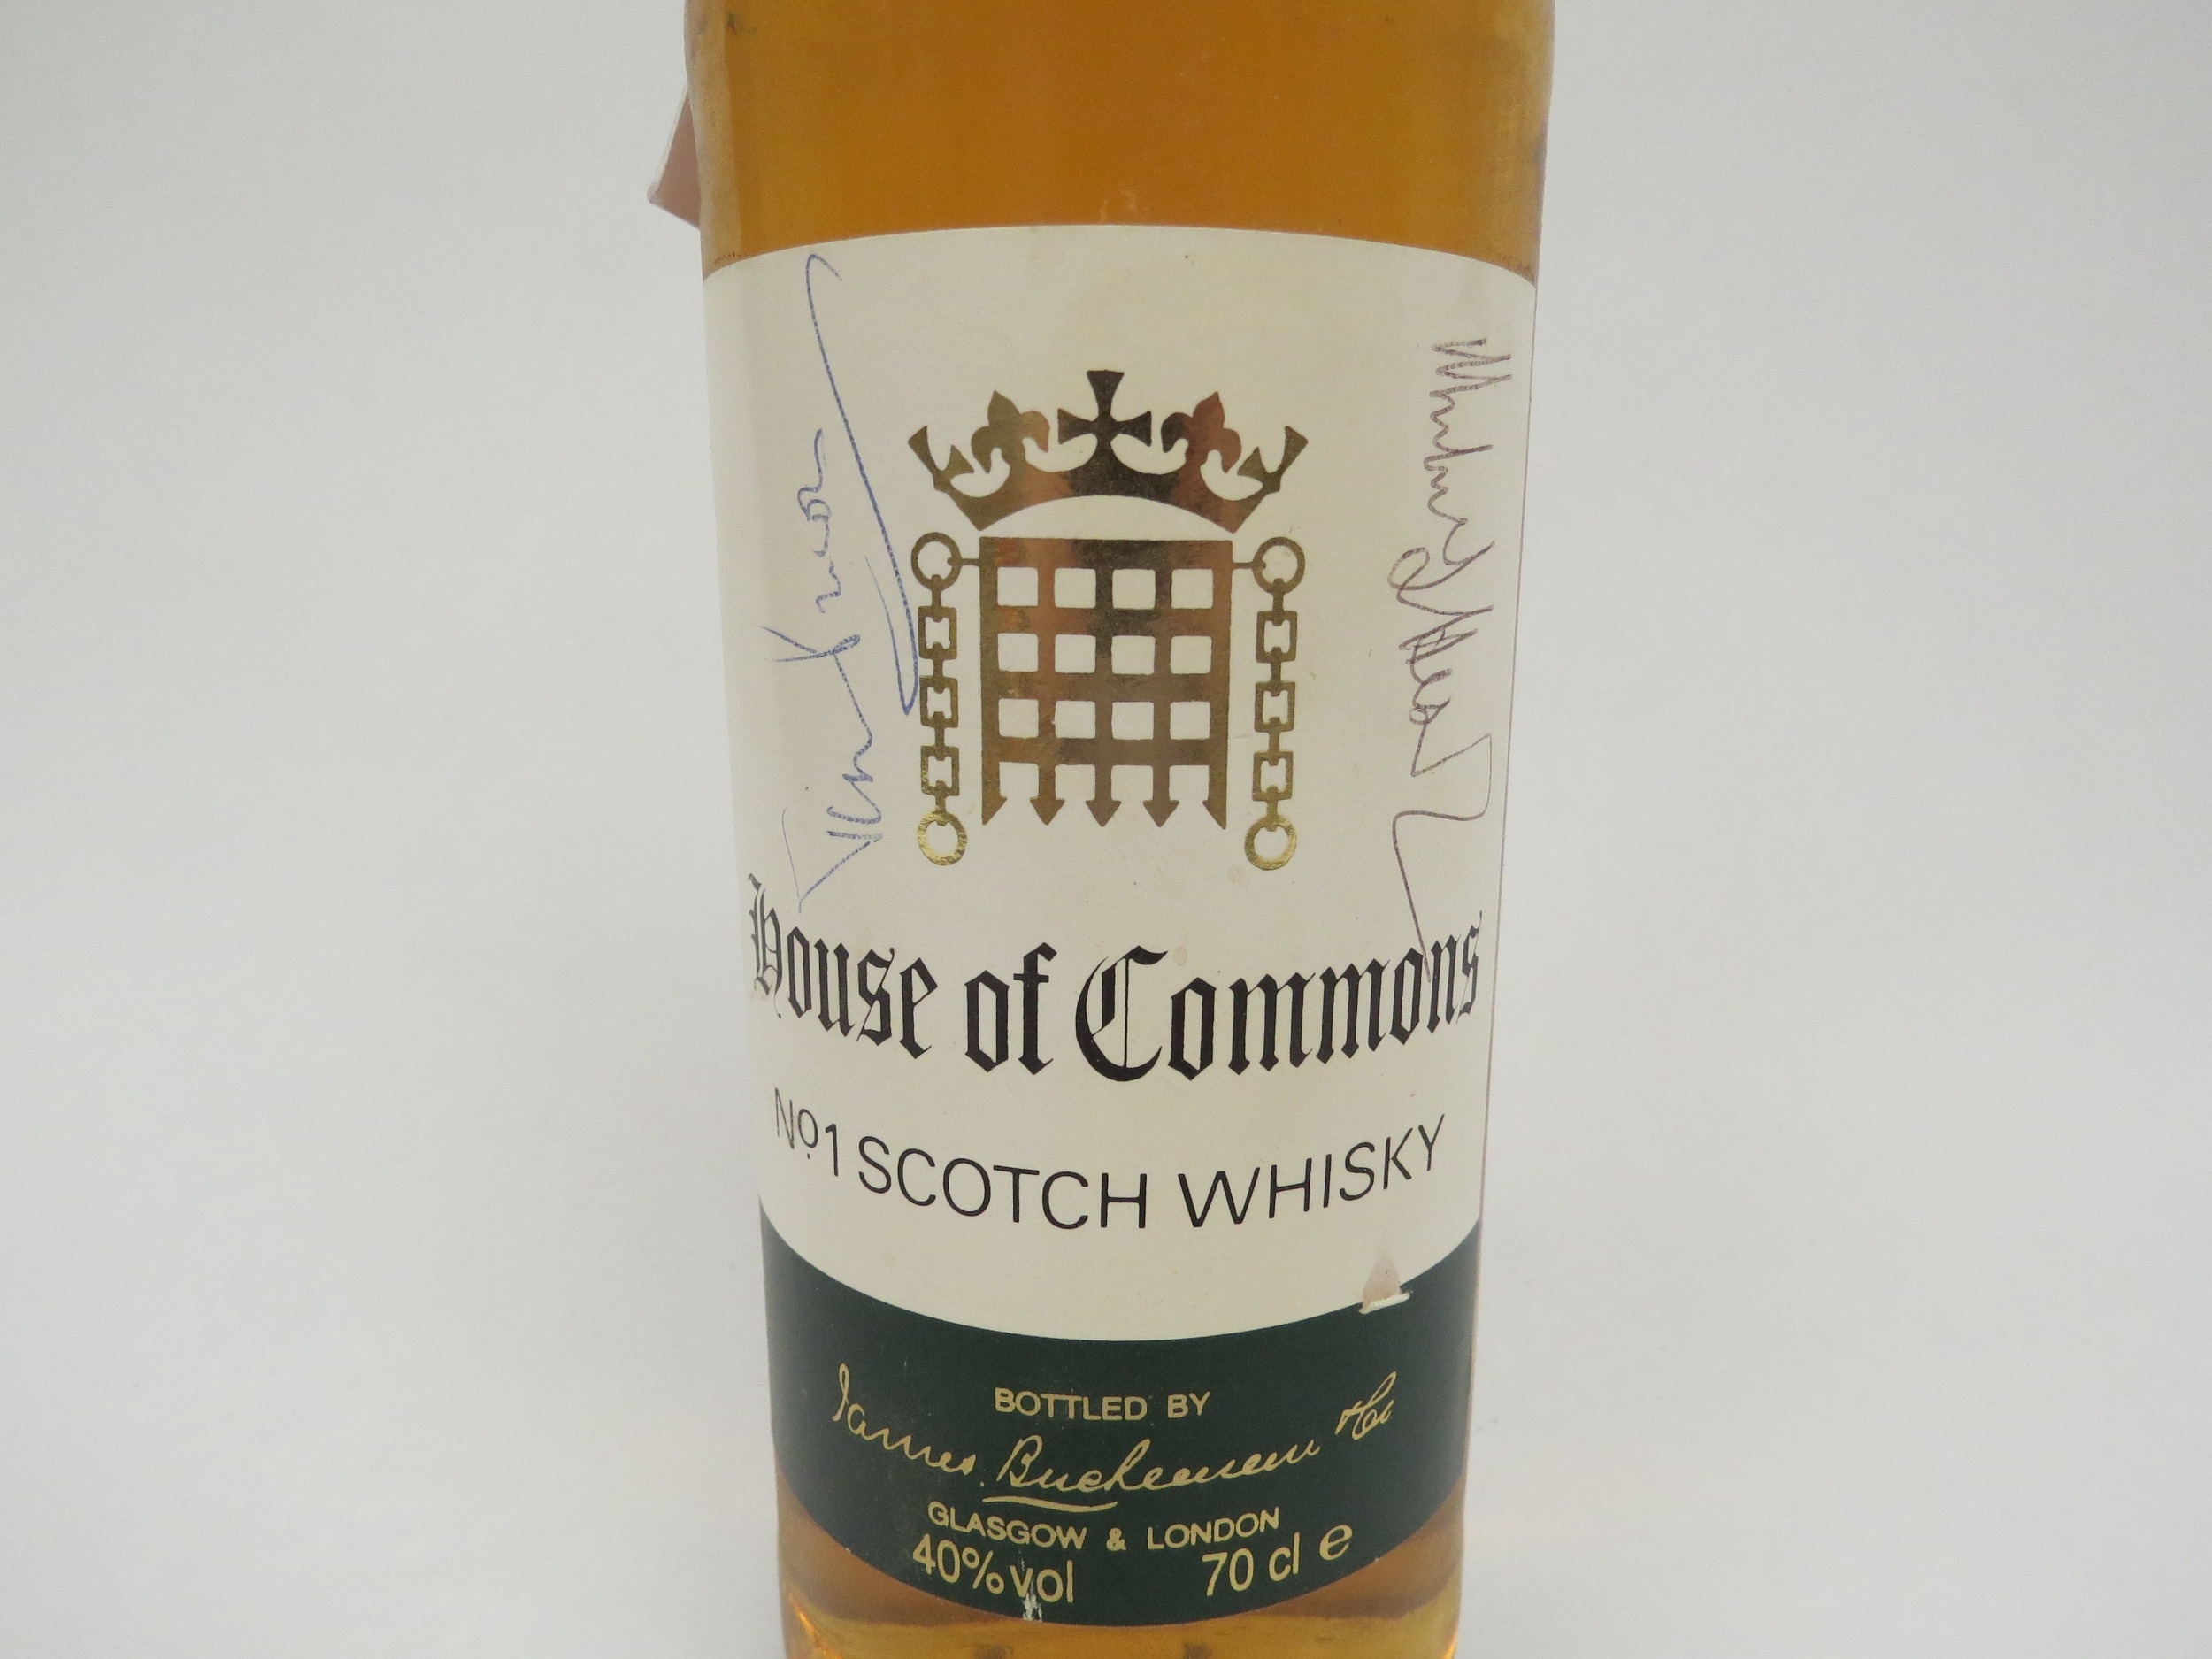 House of Commons
Nº1 SCOTCH WHISKY
BOTTLED BY
James Buchanan & Co
GLASGOW & LONDON
40% vol 70 cl e